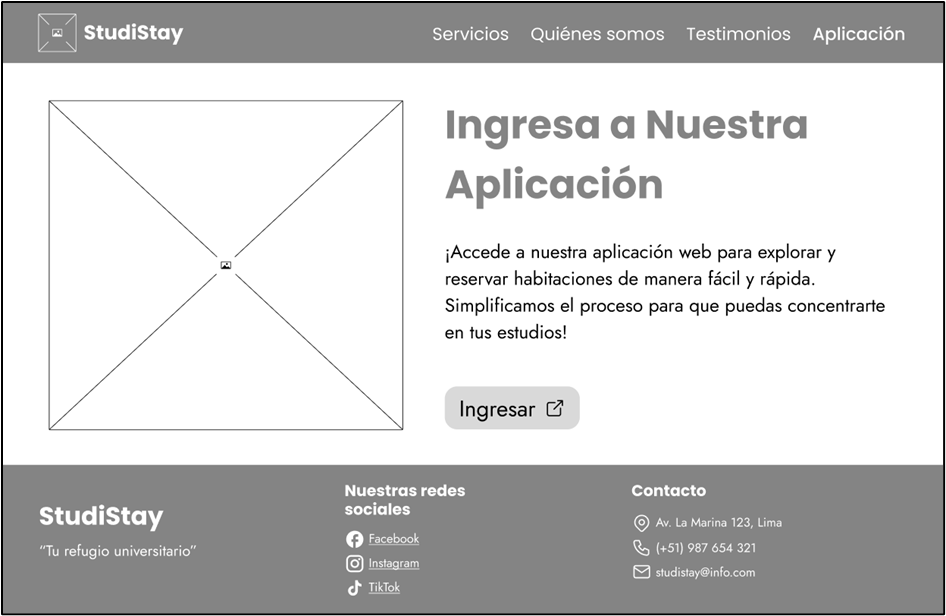 StudiStay
Servicios
Quiénes somos
Testimonios
Aplicación
Ingresa a Nuestra
Aplicación
¡Accede a nuestra aplicación web para explorar y
reservar habitaciones de manera fácil y rápida.
Simplificamos el proceso para que puedas concentrarte
en tus estudios!
Ingresar
StudiStay
“Tu refugio universitario”
Nuestras redes
sociales
Facebook
Instagram
TikTok
Contacto
Av. La Marina 123, Lima
(+51) 987 654 321
studistay@info.com